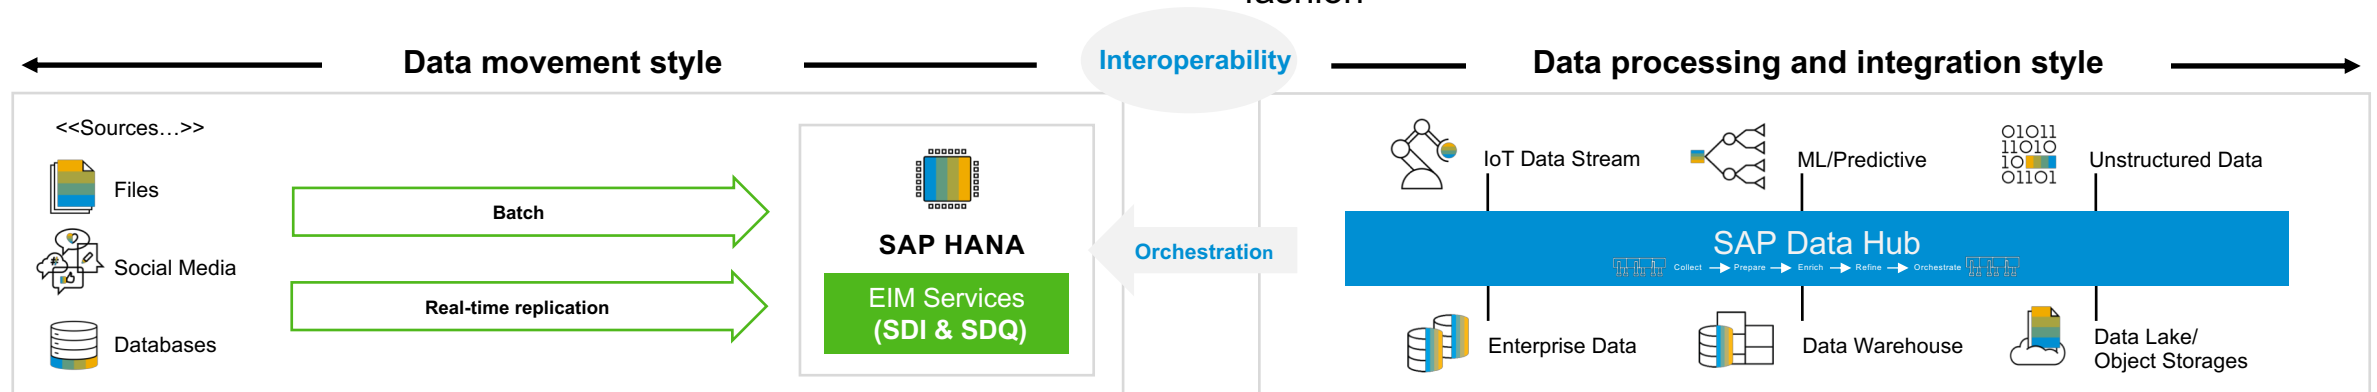 fashion
Data movement style
Interoperability
Data processing and integration style
<<Sources...>>
Files
Social Media
Databases
Batch
Real-time replication
SAP HANA
EIM Services
(SDI & SDQ)
Orchestration
IoT Data Stream
ML/Predictive
01011
11010
10
01101
Unstructured Data
SAP Data Hub
Collect Prepare Enrich Refine Orchestrate
Enterprise Data
Data Warehouse
Data Lake/
Object Storages